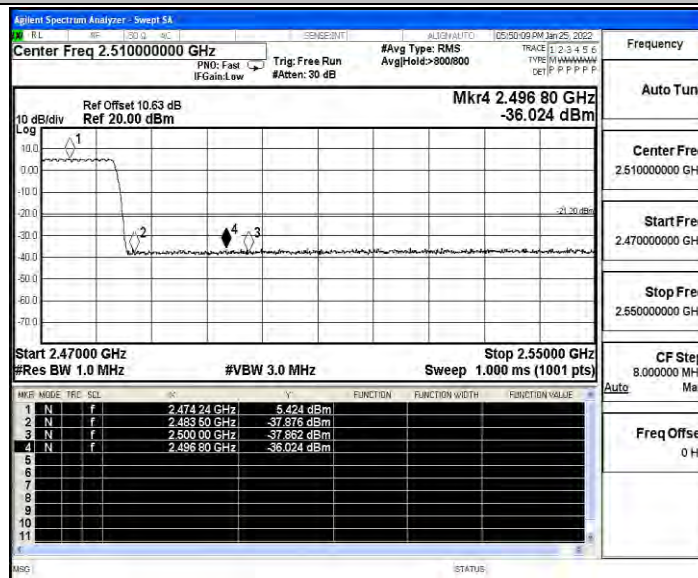 Agilent Spectrum Analyzer - Swept SA
RL RF 50 Ω AC SENSE:INT ALIGNAUTO 05:50:09 PM Jan 25, 2022
Center Freq 2.510000000 GHz
PNO: Fast
IFGain:Low
Trig: Free Run
#Atten: 30 dB
#Avg Type: RMS
Avg|Hold:>800/800
TRACE 1 2 3 4 5 6
TYPE M W W W W W
DET P P P P P P
Ref Offset 10.63 dB
10 dB/div Ref 20.00 dBm
Log
Mkr4 2.496 80 GHz
-36.024 dBm
10.0
0.00
-10.0
-20.0
-30.0
-40.0
-50.0
-60.0
-70.0
1
2
4
3
-21.20 dBm
Start 2.47000 GHz Stop 2.55000 GHz
#Res BW 1.0 MHz #VBW 3.0 MHz Sweep 1.000 ms (1001 pts)
MKR MODE TRC SCL X Y FUNCTION FUNCTION WIDTH FUNCTION VALUE
1 N f 2.474 24 GHz 5.424 dBm
2 N f 2.483 50 GHz -37.876 dBm
3 N f 2.500 00 GHz -37.862 dBm
4 N f 2.496 80 GHz -36.024 dBm
5
6
7
8
9
10
11
MSG STATUS
Frequency
Auto Tun
Center Fre
2.510000000 GH
Start Fre
2.470000000 GH
Stop Fre
2.550000000 GH
CF Ste
8.000000 MH
Auto Ma
Freq Offse
0 H